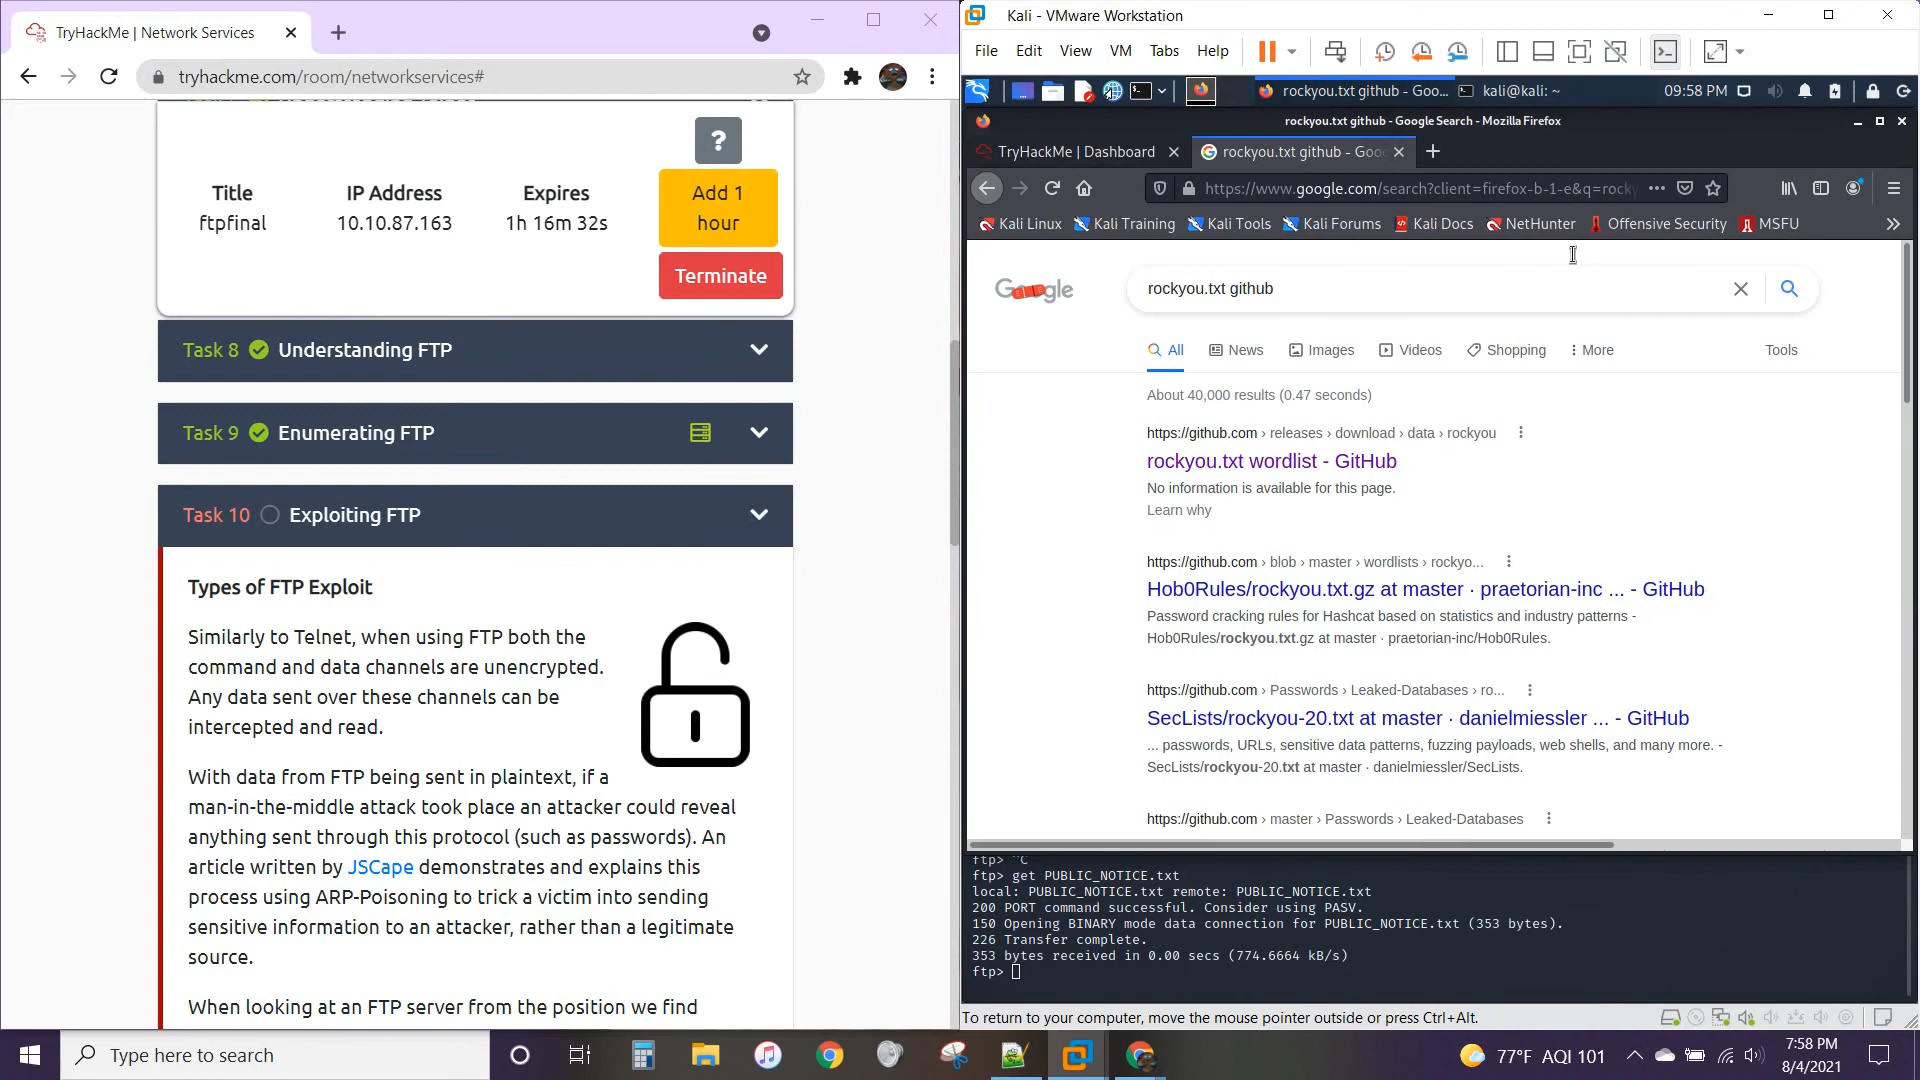 TryHackMe | Network Services
tryhackme.com/room/networkservices#
?
Title
IP Address
Expires
Add 1
hour
ftpfinal
10.10.87.163
1h 16m 32s
Terminate
Task 8 Understanding FTP
Task 9 Enumerating FTP
Task 10 Exploiting FTP
Types of FTP Exploit
Similarly to Telnet, when using FTP both the
command and data channels are unencrypted.
Any data sent over these channels can be
intercepted and read.
With data from FTP being sent in plaintext, if a
man-in-the-middle attack took place an attacker could reveal
anything sent through this protocol (such as passwords). An
article written by JSCape demonstrates and explains this
process using ARP-Poisoning to trick a victim into sending
sensitive information to an attacker, rather than a legitimate
source.
When looking at an FTP server from the position we find
Kali - VMware Workstation
File Edit View VM Tabs Help
rockyou.txt github - Goo... kali@kali: ~ 09:58 PM
rockyou.txt github - Google Search - Mozilla Firefox
TryHackMe | Dashboard
rockyou.txt github - Goo
https://www.google.com/search?client=firefox-b-1-e&q=rocky
Kali Linux Kali Training Kali Tools Kali Forums Kali Docs NetHunter Offensive Security MSFU
Google
rockyou.txt github
All News Images Videos Shopping More Tools
About 40,000 results (0.47 seconds)
https://github.com › releases › download › data › rockyou
rockyou.txt wordlist - GitHub
No information is available for this page.
Learn why
https://github.com › blob › master › wordlists › rockyo...
Hob0Rules/rockyou.txt.gz at master · praetorian-inc ... - GitHub
Password cracking rules for Hashcat based on statistics and industry patterns -
Hob0Rules/rockyou.txt.gz at master · praetorian-inc/Hob0Rules.
https://github.com › Passwords › Leaked-Databases › ro...
SecLists/rockyou-20.txt at master · danielmiessler ... - GitHub
... passwords, URLs, sensitive data patterns, fuzzing payloads, web shells, and many more. -
SecLists/rockyou-20.txt at master · danielmiessler/SecLists.
https://github.com › master › Passwords › Leaked-Databases
ftp> ^C
ftp> get PUBLIC_NOTICE.txt
local: PUBLIC_NOTICE.txt remote: PUBLIC_NOTICE.txt
200 PORT command successful. Consider using PASV.
150 Opening BINARY mode data connection for PUBLIC_NOTICE.txt (353 bytes).
226 Transfer complete.
353 bytes received in 0.00 secs (774.6664 kB/s)
ftp>
To return to your computer, move the mouse pointer outside or press Ctrl+Alt.
Type here to search
77°F AQI 101
7:58 PM
8/4/2021